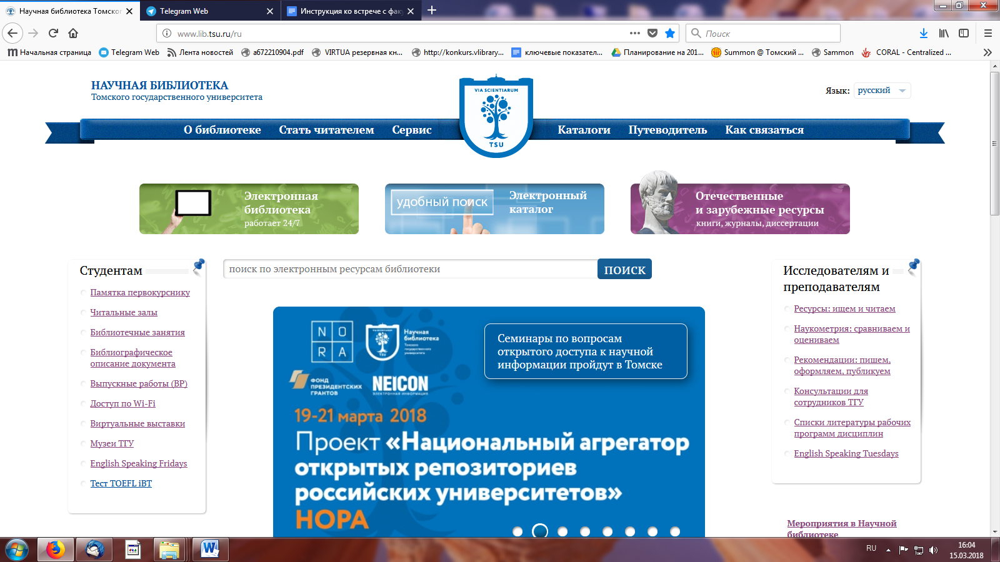 Научная библиотека Томског
Telegram Web
Инструкция ко встрече с фак
www.lib.tsu.ru/ru
Поиск
Начальная страница
Telegram Web
Лента новостей
a672210904.pdf
VIRTUA резервная кн...
http://konkurs.vlibrary...
ключевые показател...
Планирование на 201...
Summon @ Томский ...
Sammon
CORAL - Centralized ...
НАУЧНАЯ БИБЛИОТЕКА
Томского государственного университета
VIA SCIENTIARUM
TSU
Язык: русский
О библиотеке
Стать читателем
Сервис
Каталоги
Путеводитель
Как связаться
Электронная
библиотека
работает 24/7
удобный поиск
Электронный
каталог
Отечественные
и зарубежные ресурсы
книги, журналы, диссертации
Студентам
Памятка первокурснику
Читальные залы
Библиотечные занятия
Библиографическое
описание документа
Выпускные работы (ВР)
Доступ по Wi-Fi
Виртуальные выставки
Музеи ТГУ
English Speaking Fridays
Тест TOEFL iBT
поиск по электронным ресурсам библиотеки
поиск
NORA
Научная
библиотека
Томского
государственного
университета
TSU
ФОНД
ПРЕЗИДЕНТСКИХ
ГРАНТОВ
NEICON
ЭЛЕКТРОННАЯ ИНФОРМАЦИЯ
Семинары по вопросам
открытого доступа к научной
информации пройдут в Томске
19-21 марта 2018
Проект «Национальный агрегатор
открытых репозиториев
российских университетов»
НОРА
Исследователям и
преподавателям
Ресурсы: ищем и читаем
Наукометрия: сравниваем и
оцениваем
Рекомендации: пишем,
оформляем, публикуем
Консультации для
сотрудников ТГУ
Списки литературы рабочих
программ дисциплин
English Speaking Tuesdays
Мероприятия в Научной
библиотеке
RU
16:04
15.03.2018